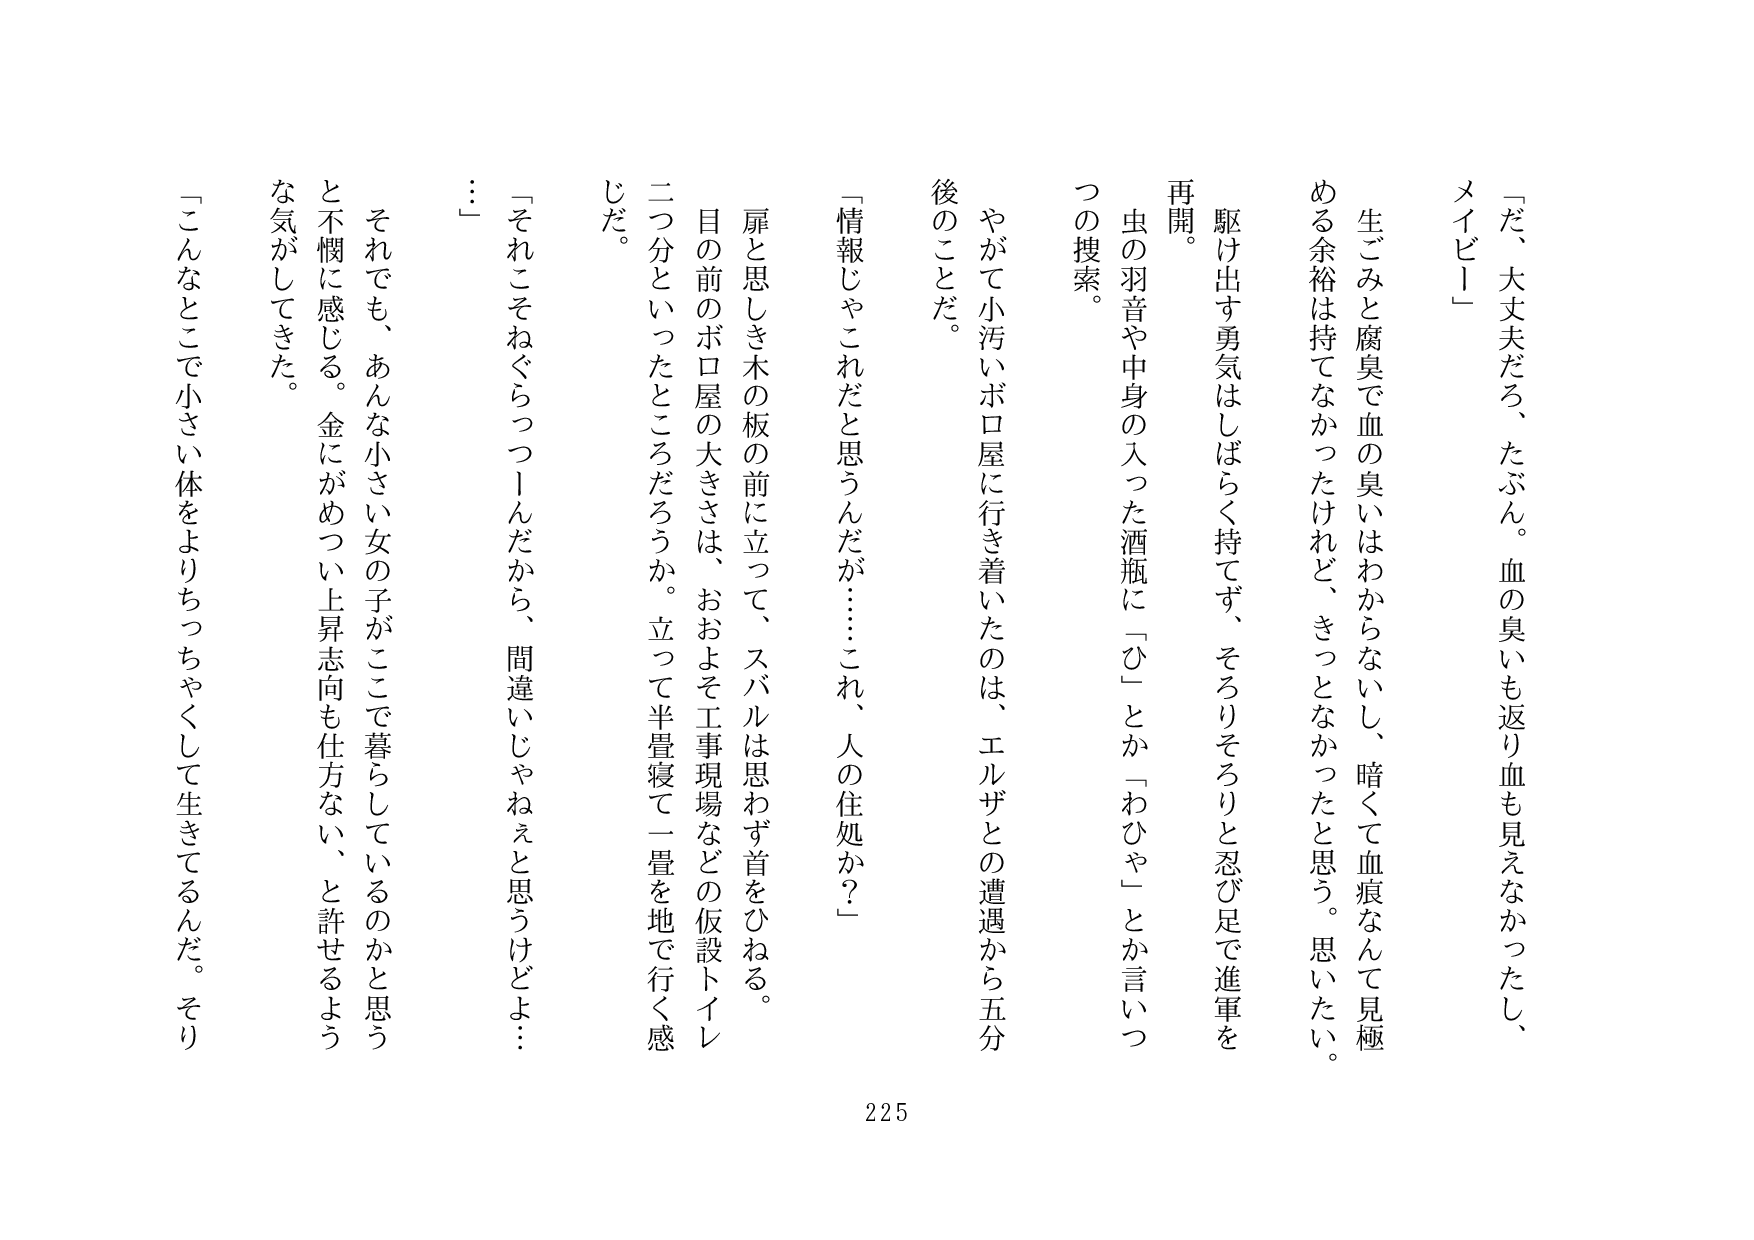 「だ、大丈夫だろ、たぶん。血の臭いも返り血も見えなかったし、
メイビー」
　生ごみと腐臭で血の臭いはわからないし、暗くて血痕なんて見極
める余裕は持てなかったけれど、きっとなかったと思う。思いたい。
　駆け出す勇気はしばらく持てず、そろりそろりと忍び足で進軍を
再開。
　虫の羽音や中身の入った酒瓶に「ひ」とか「わひゃ」とか言いつ
つの捜索。
　やがて小汚いボロ屋に行き着いたのは、エルザとの遭遇から五分
後のことだ。
「情報じゃこれだと思うんだが……これ、人の住処か？」
　扉と思しき木の板の前に立って、スバルは思わず首をひねる。
　目の前のボロ屋の大きさは、おおよそ工事現場などの仮設トイレ
二つ分といったところだろうか。立って半畳寝て一畳を地で行く感
じだ。
「それこそねぐらっつーんだから、間違いじゃねぇと思うけどよ…
…」
　それでも、あんな小さい女の子がここで暮らしているのかと思う
と不憫に感じる。金にがめつい上昇志向も仕方ない、と許せるよう
な気がしてきた。
「こんなとこで小さい体をよりちっちゃくして生きてるんだ。そり
225